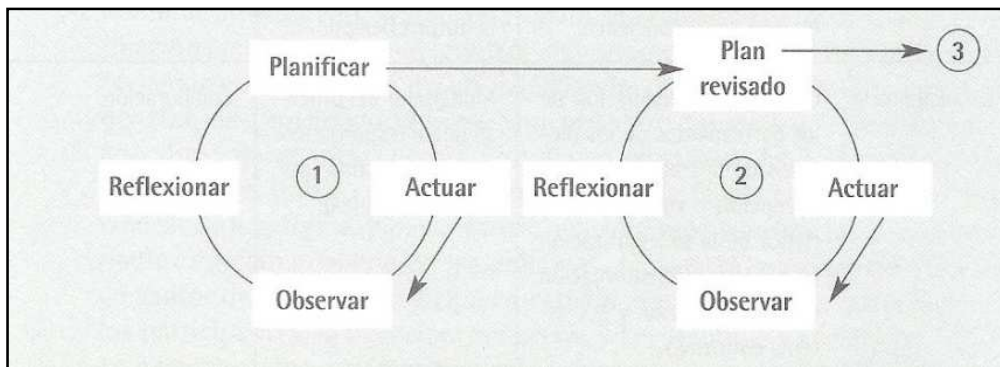 Planificar
Plan
revisado
3
Reflexionar
1
Actuar
Reflexionar
2
Actuar
Observar
Observar